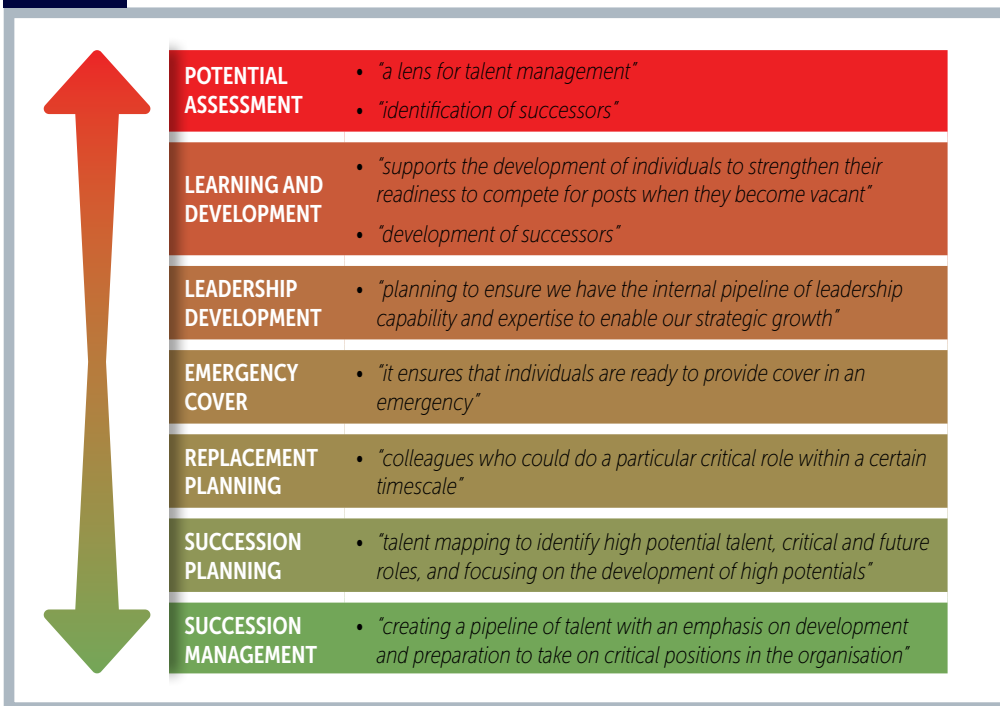 POTENTIAL
ASSESSMENT
• "a lens for talent management"
• "identification of successors"
LEARNING AND
DEVELOPMENT
• "supports the development of individuals to strengthen their
readiness to compete for posts when they become vacant"
• "development of successors"
LEADERSHIP
DEVELOPMENT
• "planning to ensure we have the internal pipeline of leadership
capability and expertise to enable our strategic growth"
EMERGENCY
COVER
• "it ensures that individuals are ready to provide cover in an
emergency"
REPLACEMENT
PLANNING
• "colleagues who could do a particular critical role within a certain
timescale"
SUCCESSION
PLANNING
• "talent mapping to identify high potential talent, critical and future
roles, and focusing on the development of high potentials"
SUCCESSION
MANAGEMENT
• "creating a pipeline of talent with an emphasis on development
and preparation to take on critical positions in the organisation"